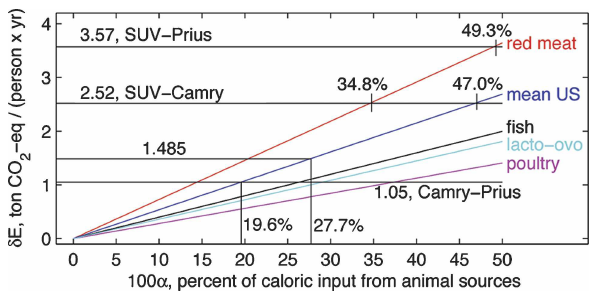 4
49.3%
3.57, SUV−Prius
red meat
3
34.8%
47.0%
2.52, SUV−Camry
mean US
2
fish
1.485
lacto−ovo
poultry
1
1.05, Camry−Prius
19.6%
27.7%
0
0 5 10 15 20 25 30 35 40 45 50
100α, percent of caloric input from animal sources
δE, ton CO2−eq / (person x yr)